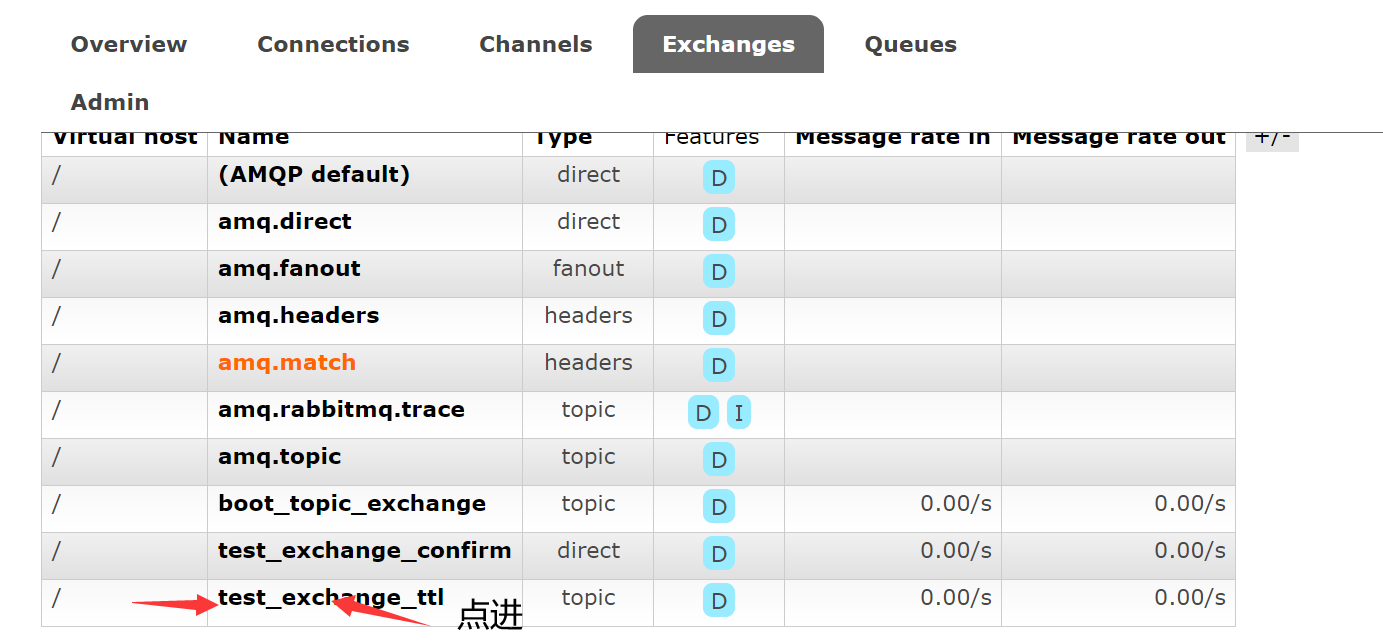 Overview Connections Channels Exchanges Queues
Admin
Virtual host Name Type Features Message rate in Message rate out +/-
/ (AMQP default) direct D
/ amq.direct direct D
/ amq.fanout fanout D
/ amq.headers headers D
/ amq.match headers D
/ amq.rabbitmq.trace topic D I
/ amq.topic topic D
/ boot_topic_exchange topic D 0.00/s 0.00/s
/ test_exchange_confirm direct D 0.00/s 0.00/s
/ test_exchange_ttl topic D 0.00/s 0.00/s
点进